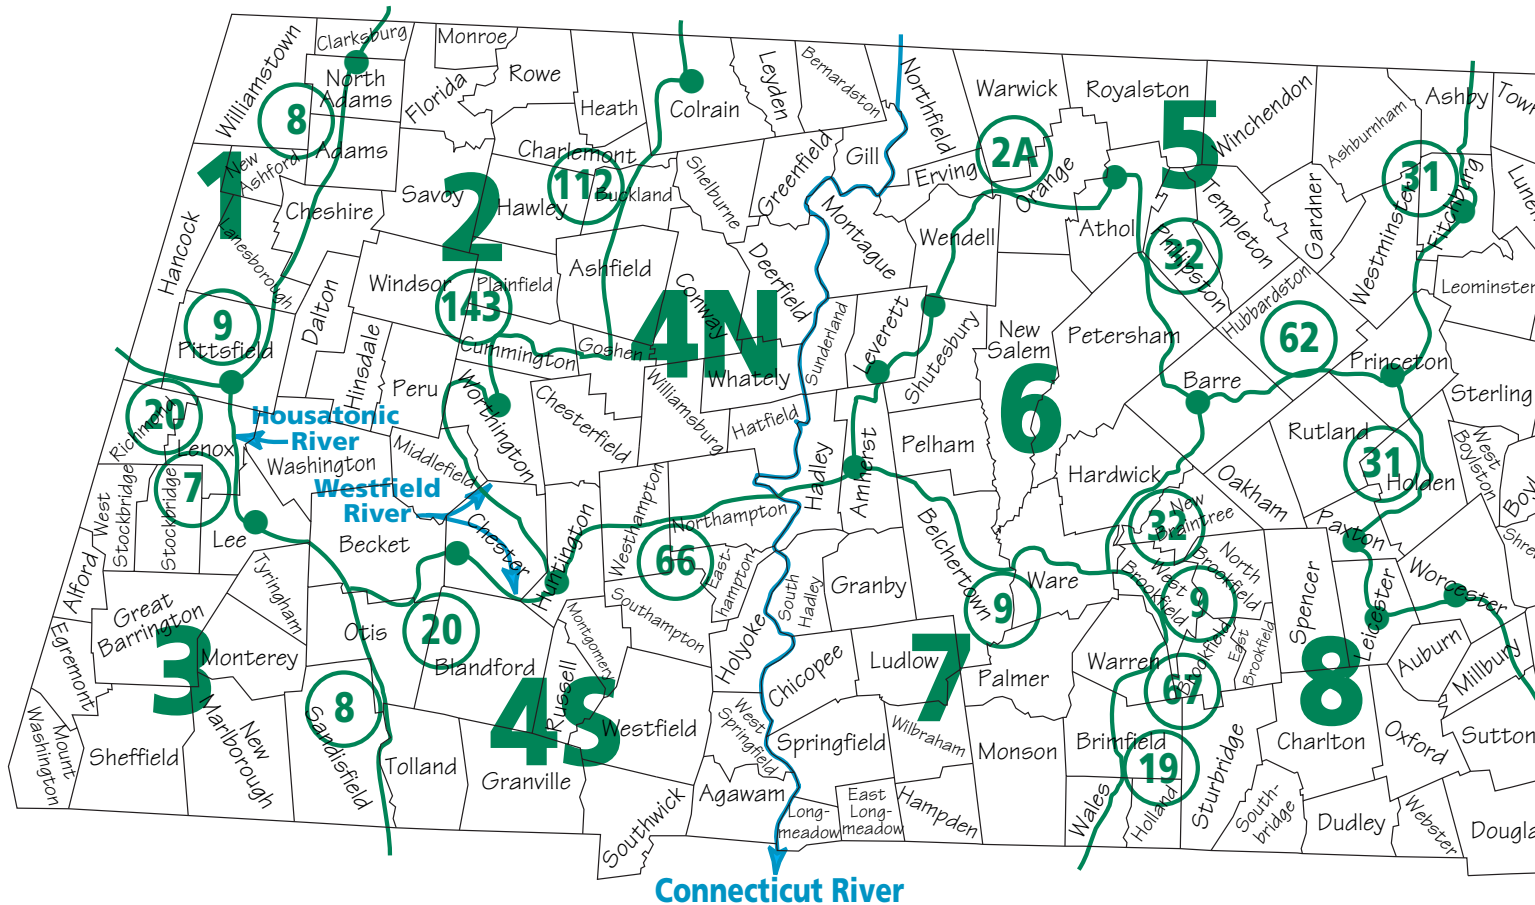 Clarksburg
Monroe
Williamstown
North
Adams
Florida
Rowe
Heath
Colrain
Leyden
Bernardston
Northfield
Warwick
Royalston
Winchendon
Ashburnham
Ashby
8
Adams
New
Ashford
1
Charlemont
112
Buckland
Savoy
2
Hawley
Shelburne
Greenfield
Gill
Erving
2A
Orange
5
Templeton
Gardner
Westminster
31
Fitchburg
Hancock
Lanesborough
Cheshire
Windsor
Plainfield
143
Ashfield
Conway
4N
Deerfield
Montague
Wendell
Athol
32
Phillipston
Hubbardston
Leominster
9
Pittsfield
Dalton
Hinsdale
Peru
Cummington
Goshen
Worthington
Chesterfield
Williamsburg
Whately
Hatfield
Sunderland
Leverett
Shutesbury
New
Salem
6
Petersham
Barre
62
Princeton
Sterling
20
Richmond
Lenox
7
Housatonic
River
Washington
Middlefield
Westfield
River
Chester
Huntington
Westhampton
Northampton
Hadley
Amherst
Pelham
Hardwick
Oakham
Rutland
31
Holden
West
Boylston
West
Stockbridge
Stockbridge
Lee
Becket
66
East-
hampton
Southampton
South
Hadley
Granby
Belchertown
9
Ware
32
New
Braintree
West
Brookfield
North
Brookfield
9
Brookfield
East
Brookfield
Spencer
Paxton
Leicester
Worcester
Alford
Great
Barrington
Tyringham
Egremont
3
Monterey
Otis
20
Blandford
Montgomery
Russell
4S
Westfield
Holyoke
Chicopee
Ludlow
7
Palmer
Warren
67
8
Auburn
Millbury
Mount
Washington
Sheffield
New
Marlborough
8
Sandisfield
Tolland
Granville
Southwick
West
Springfield
Agawam
Springfield
Wilbraham
Long-
meadow
East
Long-
meadow
Hampden
Monson
Brimfield
19
Wales
Holland
Sturbridge
South-
bridge
Charlton
Dudley
Oxford
Webster
Sutton
Connecticut River